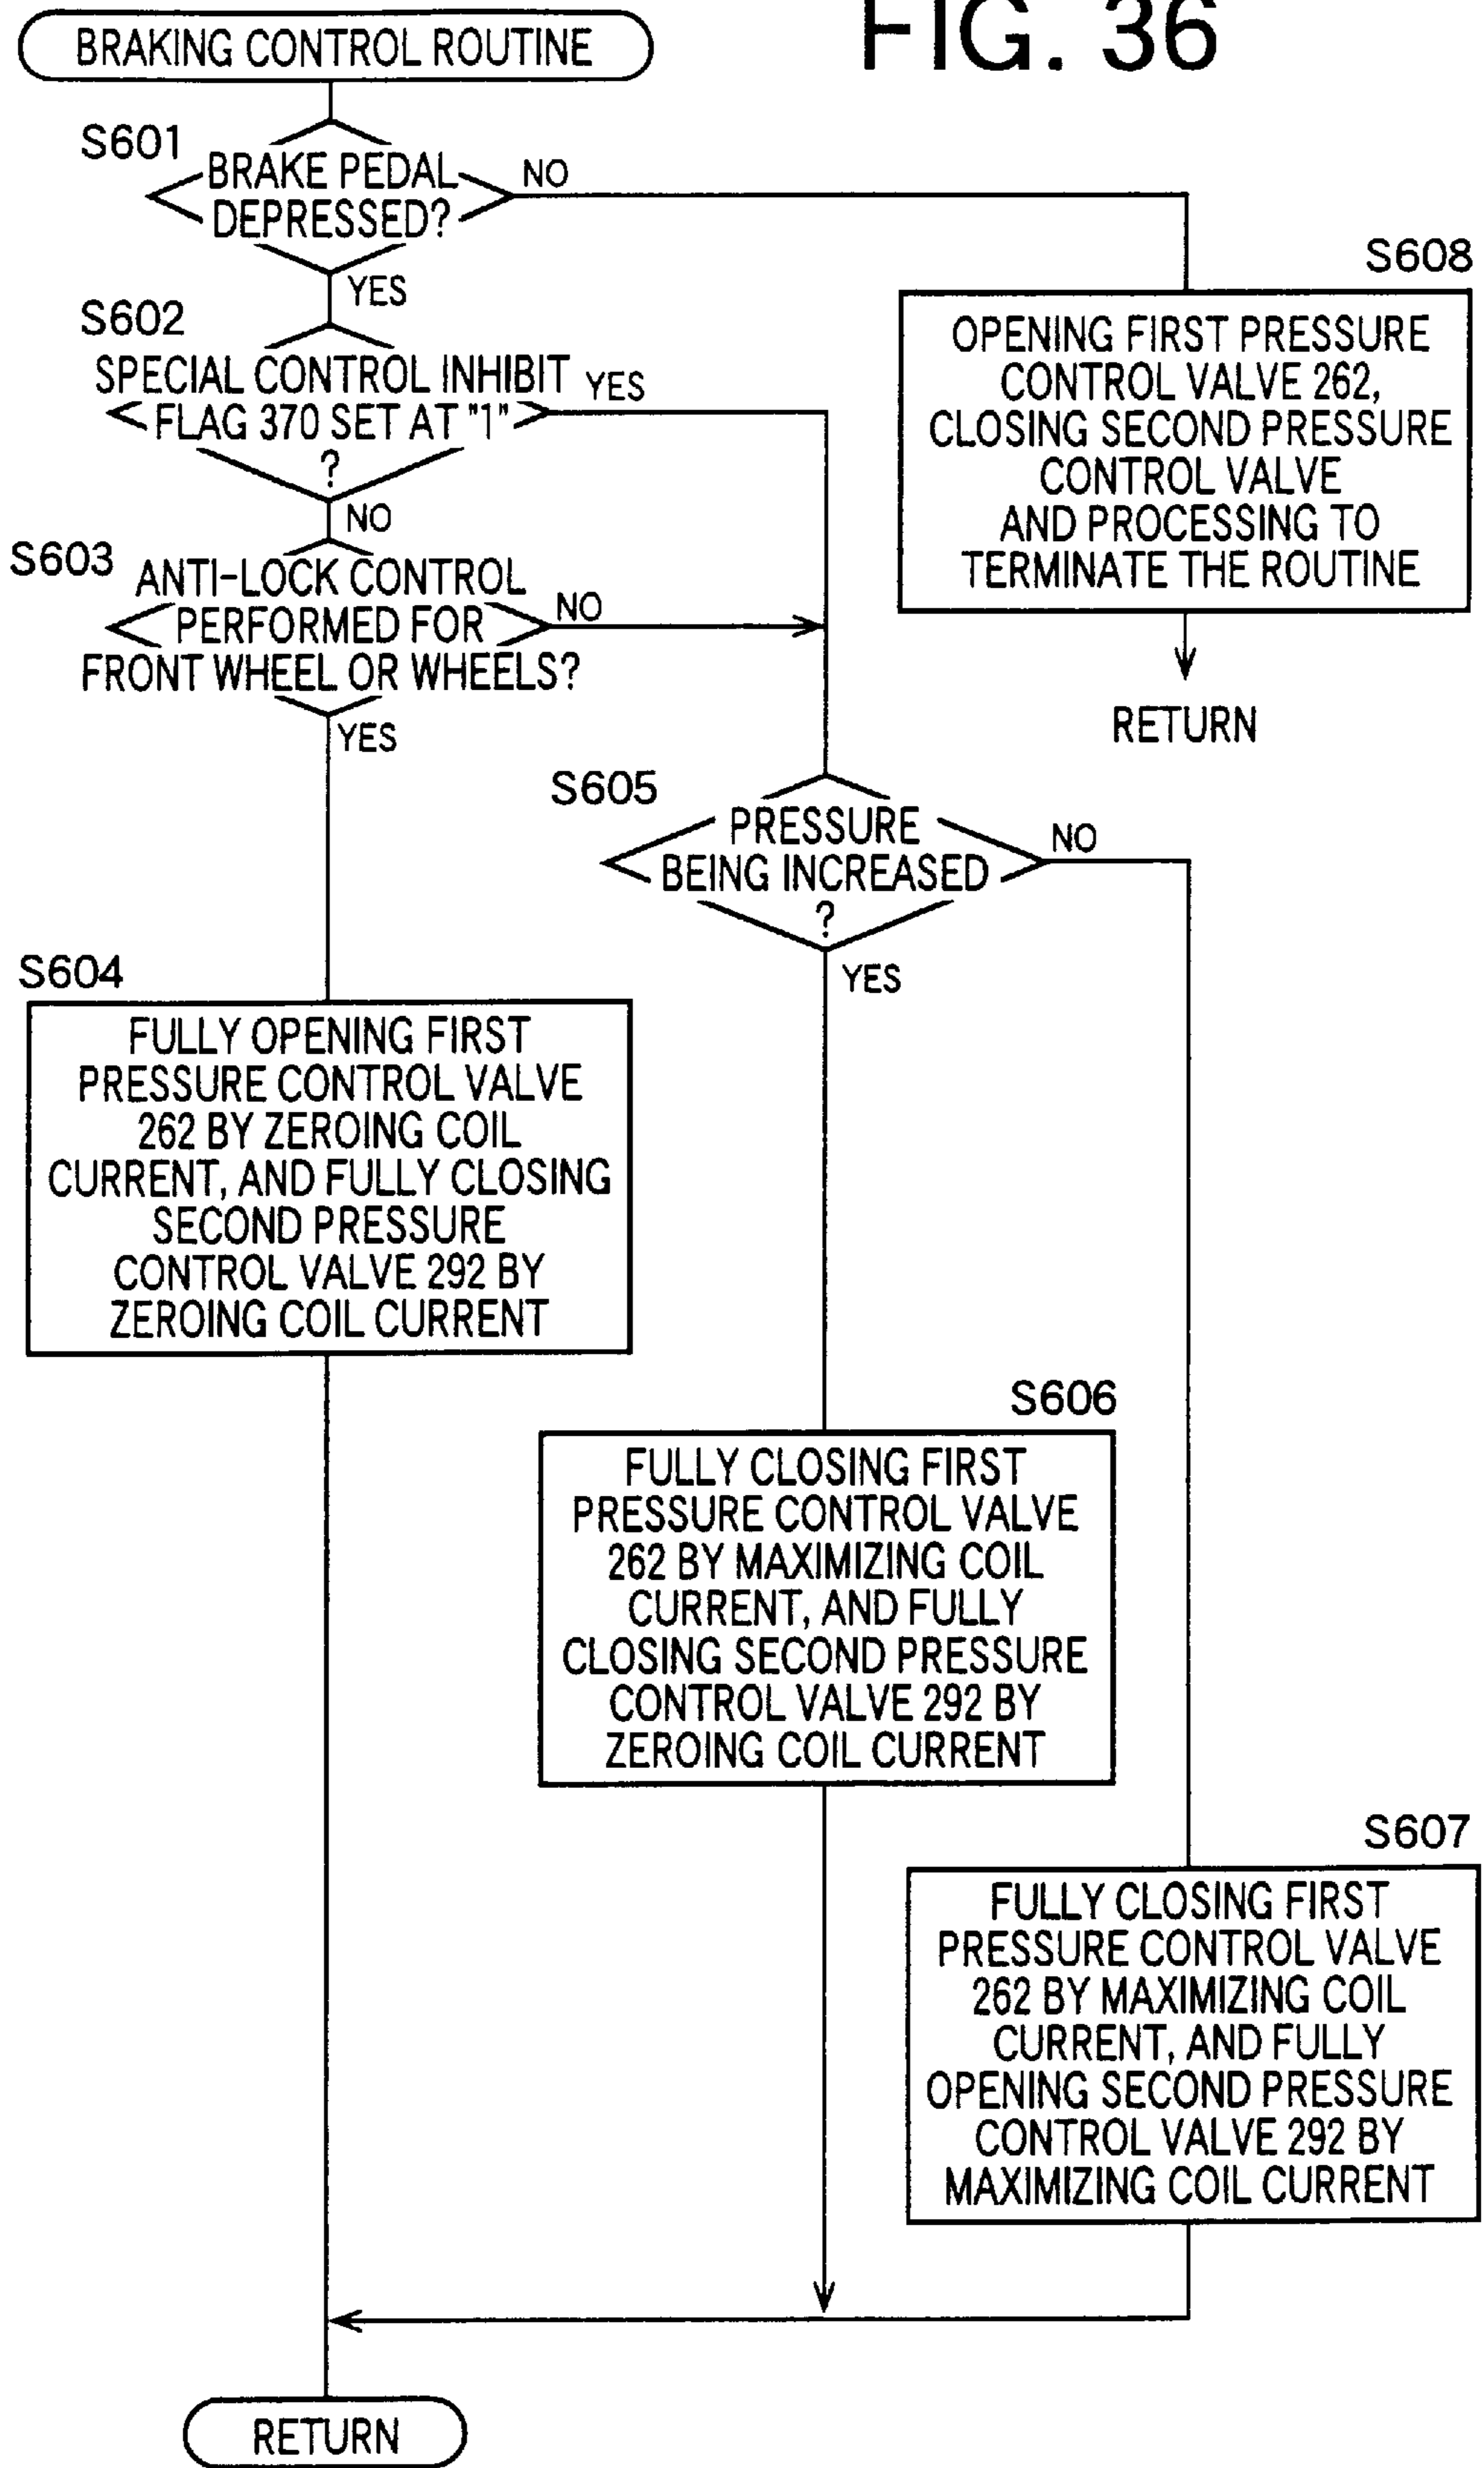 FIG. 36
BRAKING CONTROL ROUTINE
S601
BRAKE PEDAL
DEPRESSED?
NO
YES
S602
SPECIAL CONTROL INHIBIT
FLAG 370 SET AT "1"
?
YES
NO
S603
ANTI-LOCK CONTROL
PERFORMED FOR
FRONT WHEEL OR WHEELS?
NO
YES
S608
OPENING FIRST PRESSURE
CONTROL VALVE 262,
CLOSING SECOND PRESSURE
CONTROL VALVE
AND PROCESSING TO
TERMINATE THE ROUTINE
RETURN
S605
PRESSURE
BEING INCREASED
?
NO
YES
S604
FULLY OPENING FIRST
PRESSURE CONTROL VALVE
262 BY ZEROING COIL
CURRENT, AND FULLY CLOSING
SECOND PRESSURE
CONTROL VALVE 292 BY
ZEROING COIL CURRENT
S606
FULLY CLOSING FIRST
PRESSURE CONTROL VALVE
262 BY MAXIMIZING COIL
CURRENT, AND FULLY
CLOSING SECOND PRESSURE
CONTROL VALVE 292 BY
ZEROING COIL CURRENT
S607
FULLY CLOSING FIRST
PRESSURE CONTROL VALVE
262 BY MAXIMIZING COIL
CURRENT, AND FULLY
OPENING SECOND PRESSURE
CONTROL VALVE 292 BY
MAXIMIZING COIL CURRENT
RETURN